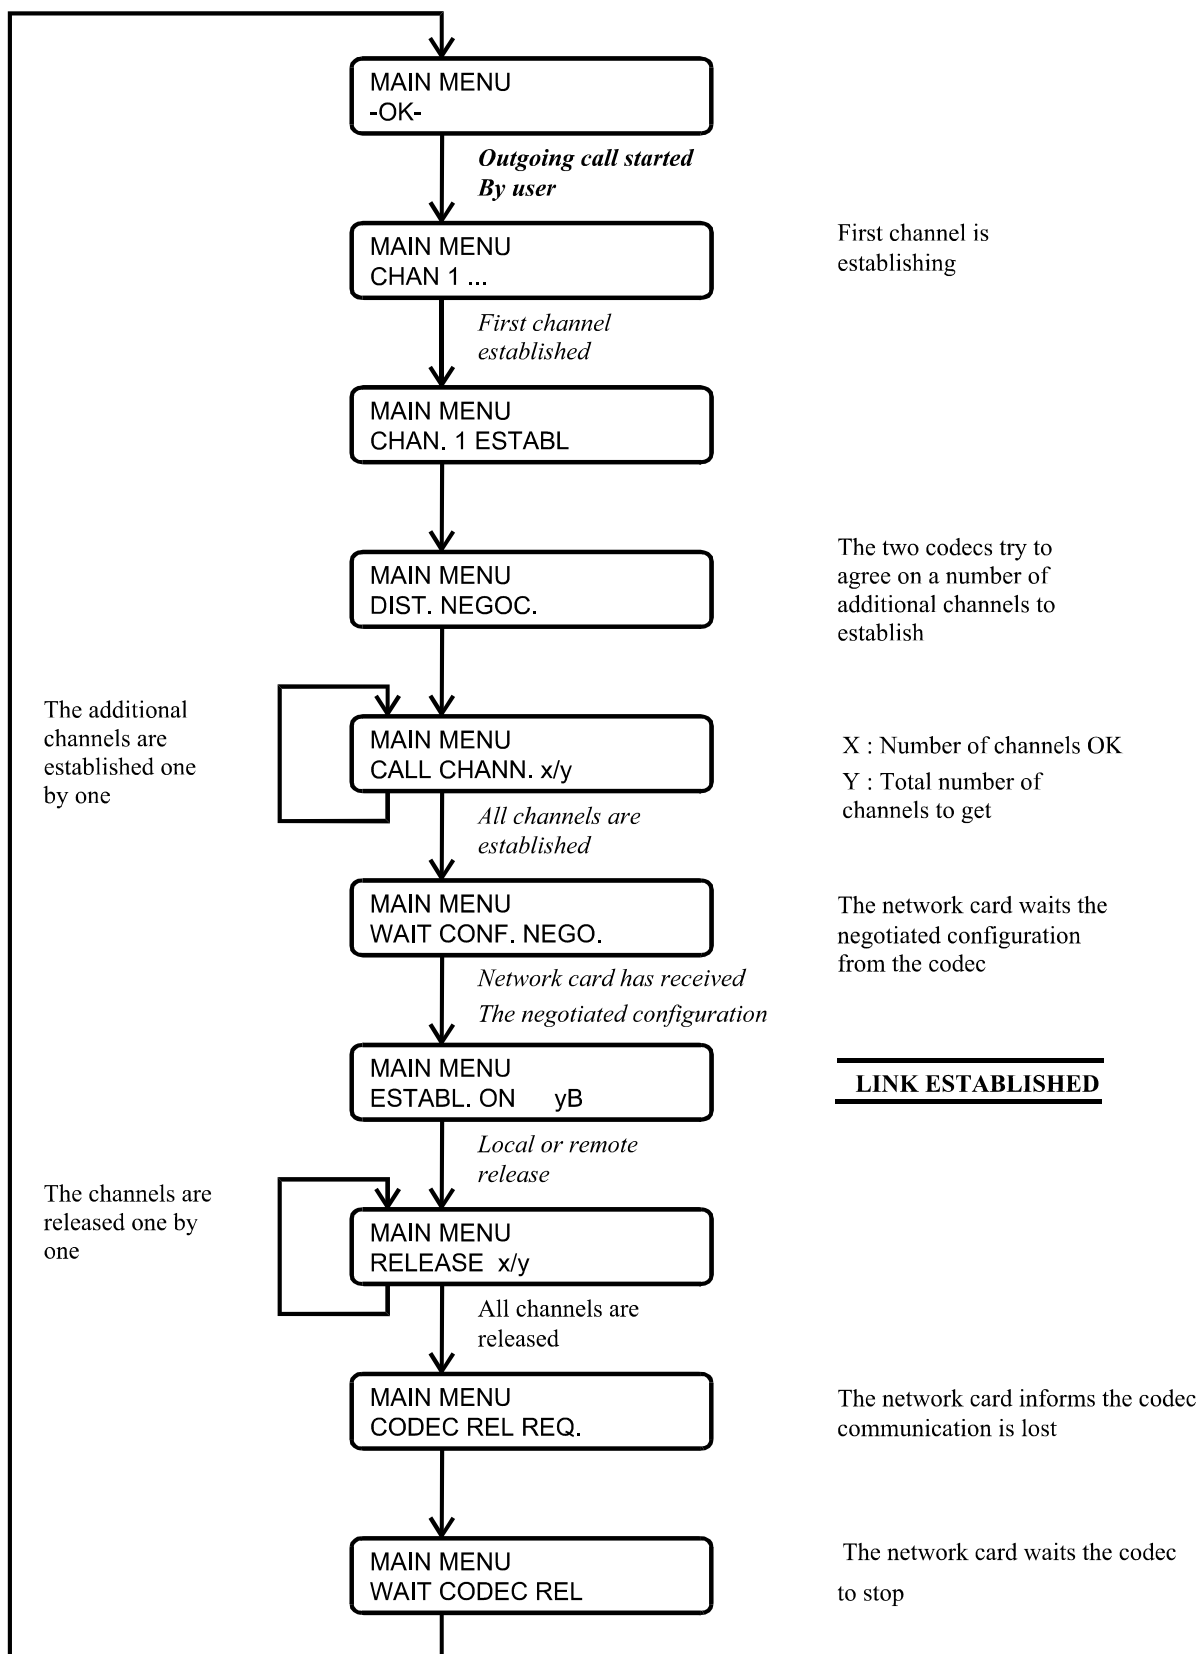 MAIN MENU
-OK-
Outgoing call started
By user
MAIN MENU
CHAN 1 ...
First channel is
establishing
First channel
established
MAIN MENU
CHAN. 1 ESTABL
MAIN MENU
DIST. NEGOC.
The two codecs try to
agree on a number of
additional channels to
establish
The additional
channels are
established one
by one
MAIN MENU
CALL CHANN. x/y
X : Number of channels OK
Y : Total number of
channels to get
All channels are
established
MAIN MENU
WAIT CONF. NEGO.
The network card waits the
negotiated configuration
from the codec
Network card has received
The negotiated configuration
MAIN MENU
ESTABL. ON yB
LINK ESTABLISHED
Local or remote
release
The channels are
released one by
one
MAIN MENU
RELEASE x/y
All channels are
released
MAIN MENU
CODEC REL REQ.
The network card informs the codec
communication is lost
MAIN MENU
WAIT CODEC REL
The network card waits the codec
to stop